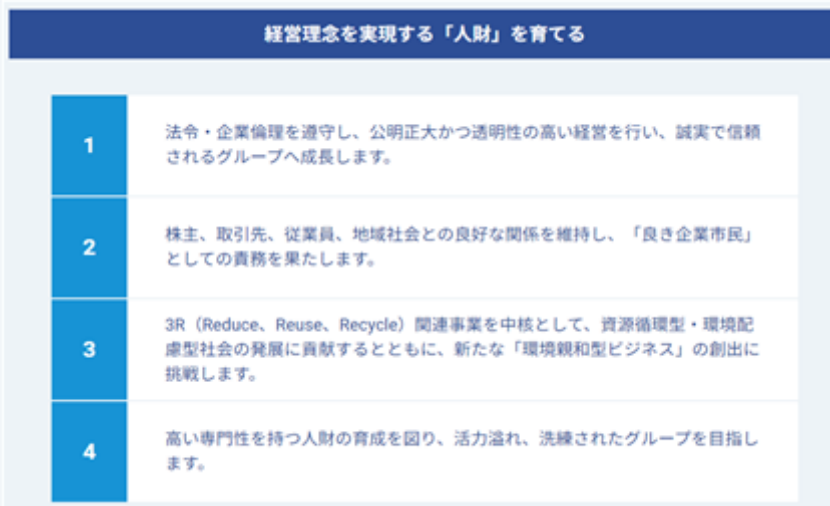 経営理念を実現する「人財」を育てる
1
法令・企業倫理を遵守し、公明正大かつ透明性の高い経営を行い、誠実で信頼
されるグループへ成長します。
2
株主、取引先、従業員、地域社会との良好な関係を維持し、「良き企業市民」
としての責務を果たします。
3
3R（Reduce、Reuse、Recycle）関連事業を中核として、資源循環型・環境配
慮型社会の発展に貢献するとともに、新たな「環境親和型ビジネス」の創出に
挑戦します。
4
高い専門性を持つ人財の育成を図り、活力溢れ、洗練されたグループを目指し
ます。